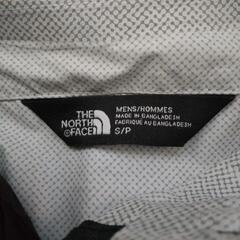 THE
NORTH
FACE
MENS/HOMMES
MADE IN BANGLADESH
FABRIQUÉ AU BANGLADESH
S/P